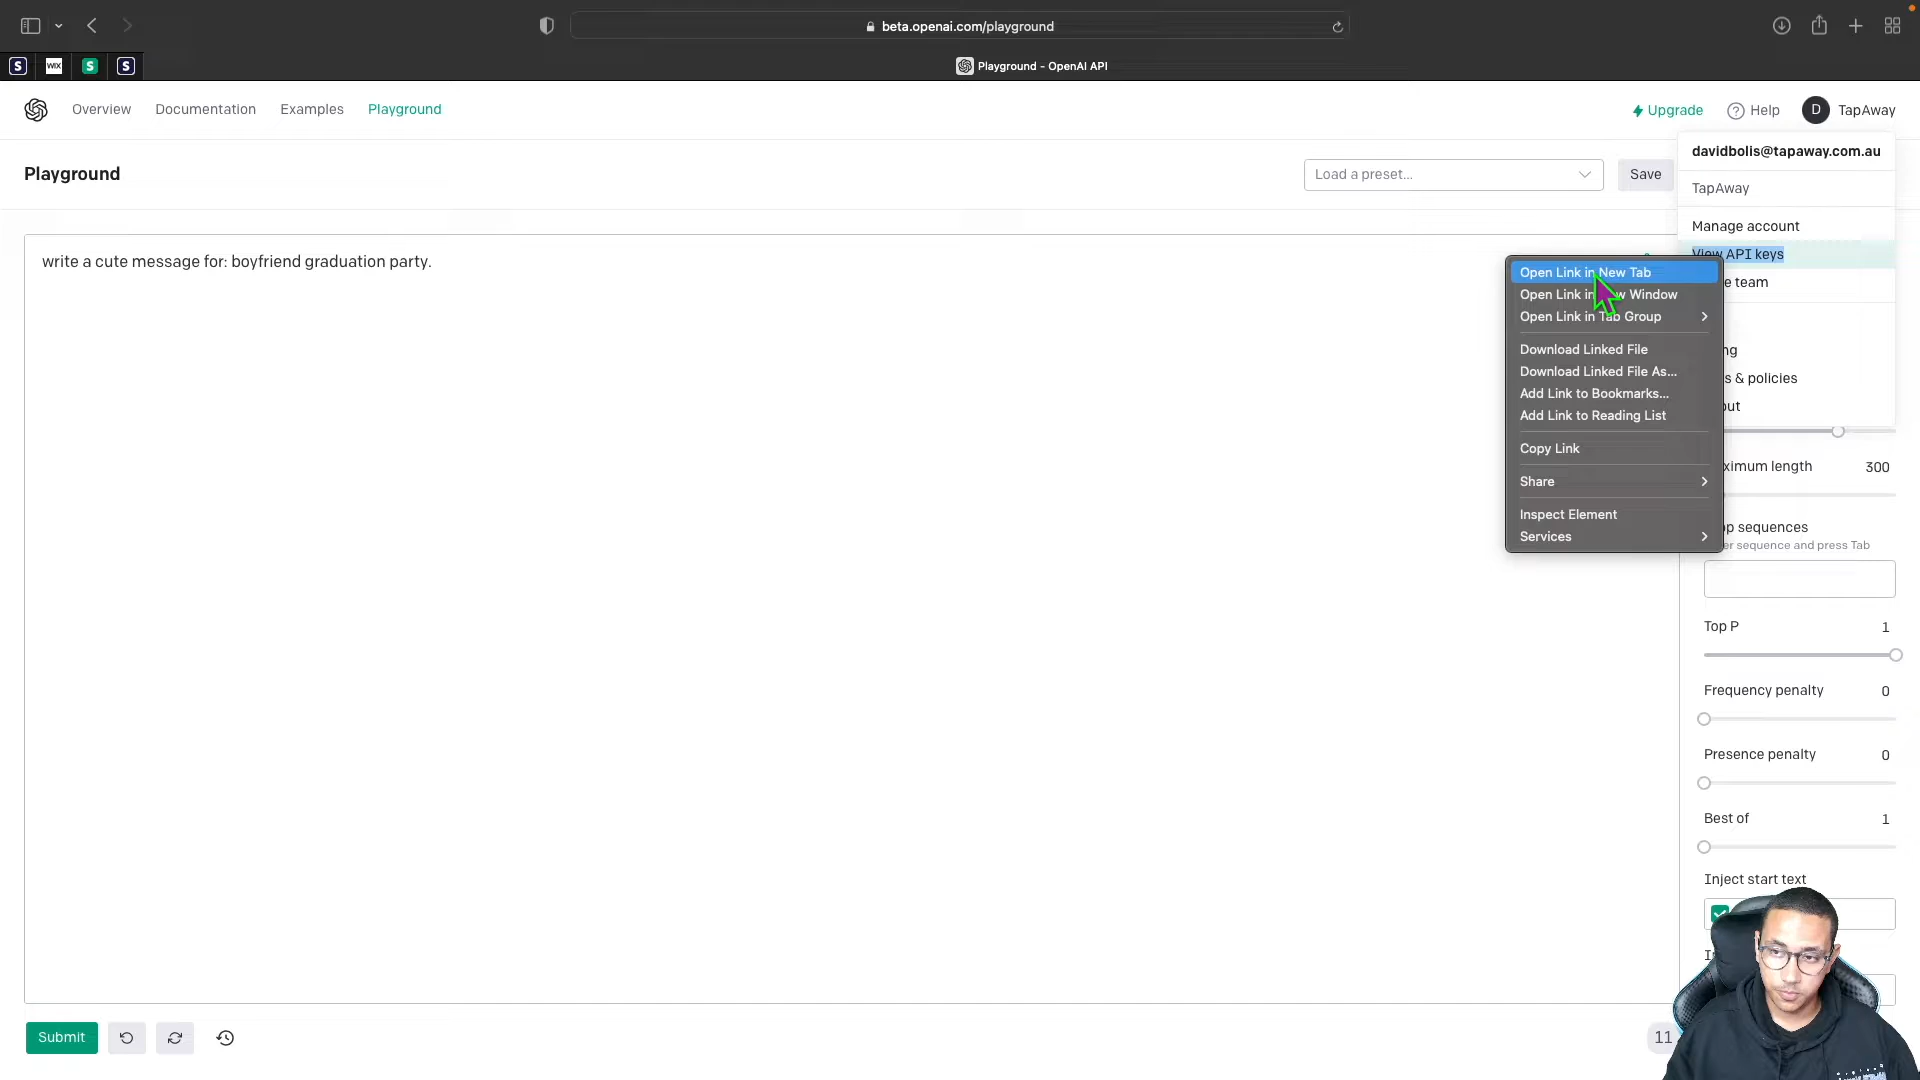 beta.openai.com/playground
S
WIX
S
S
Playground - OpenAI API
Overview
Documentation
Examples
Playground
Upgrade
? Help
D
TapAway
Playground
Load a preset...
Save
davidbolis@tapaway.com.au
TapAway
Manage account
View API keys
e team
ng
s & policies
out
write a cute message for: boyfriend graduation party.
Open Link in New Tab
Open Link in w Window
Open Link in Tab Group
Download Linked File
Download Linked File As...
Add Link to Bookmarks...
Add Link to Reading List
Copy Link
Share
Inspect Element
Services
ximum length 300
op sequences
er sequence and press Tab
Top P 1
Frequency penalty 0
Presence penalty 0
Best of 1
Inject start text
Submit
11